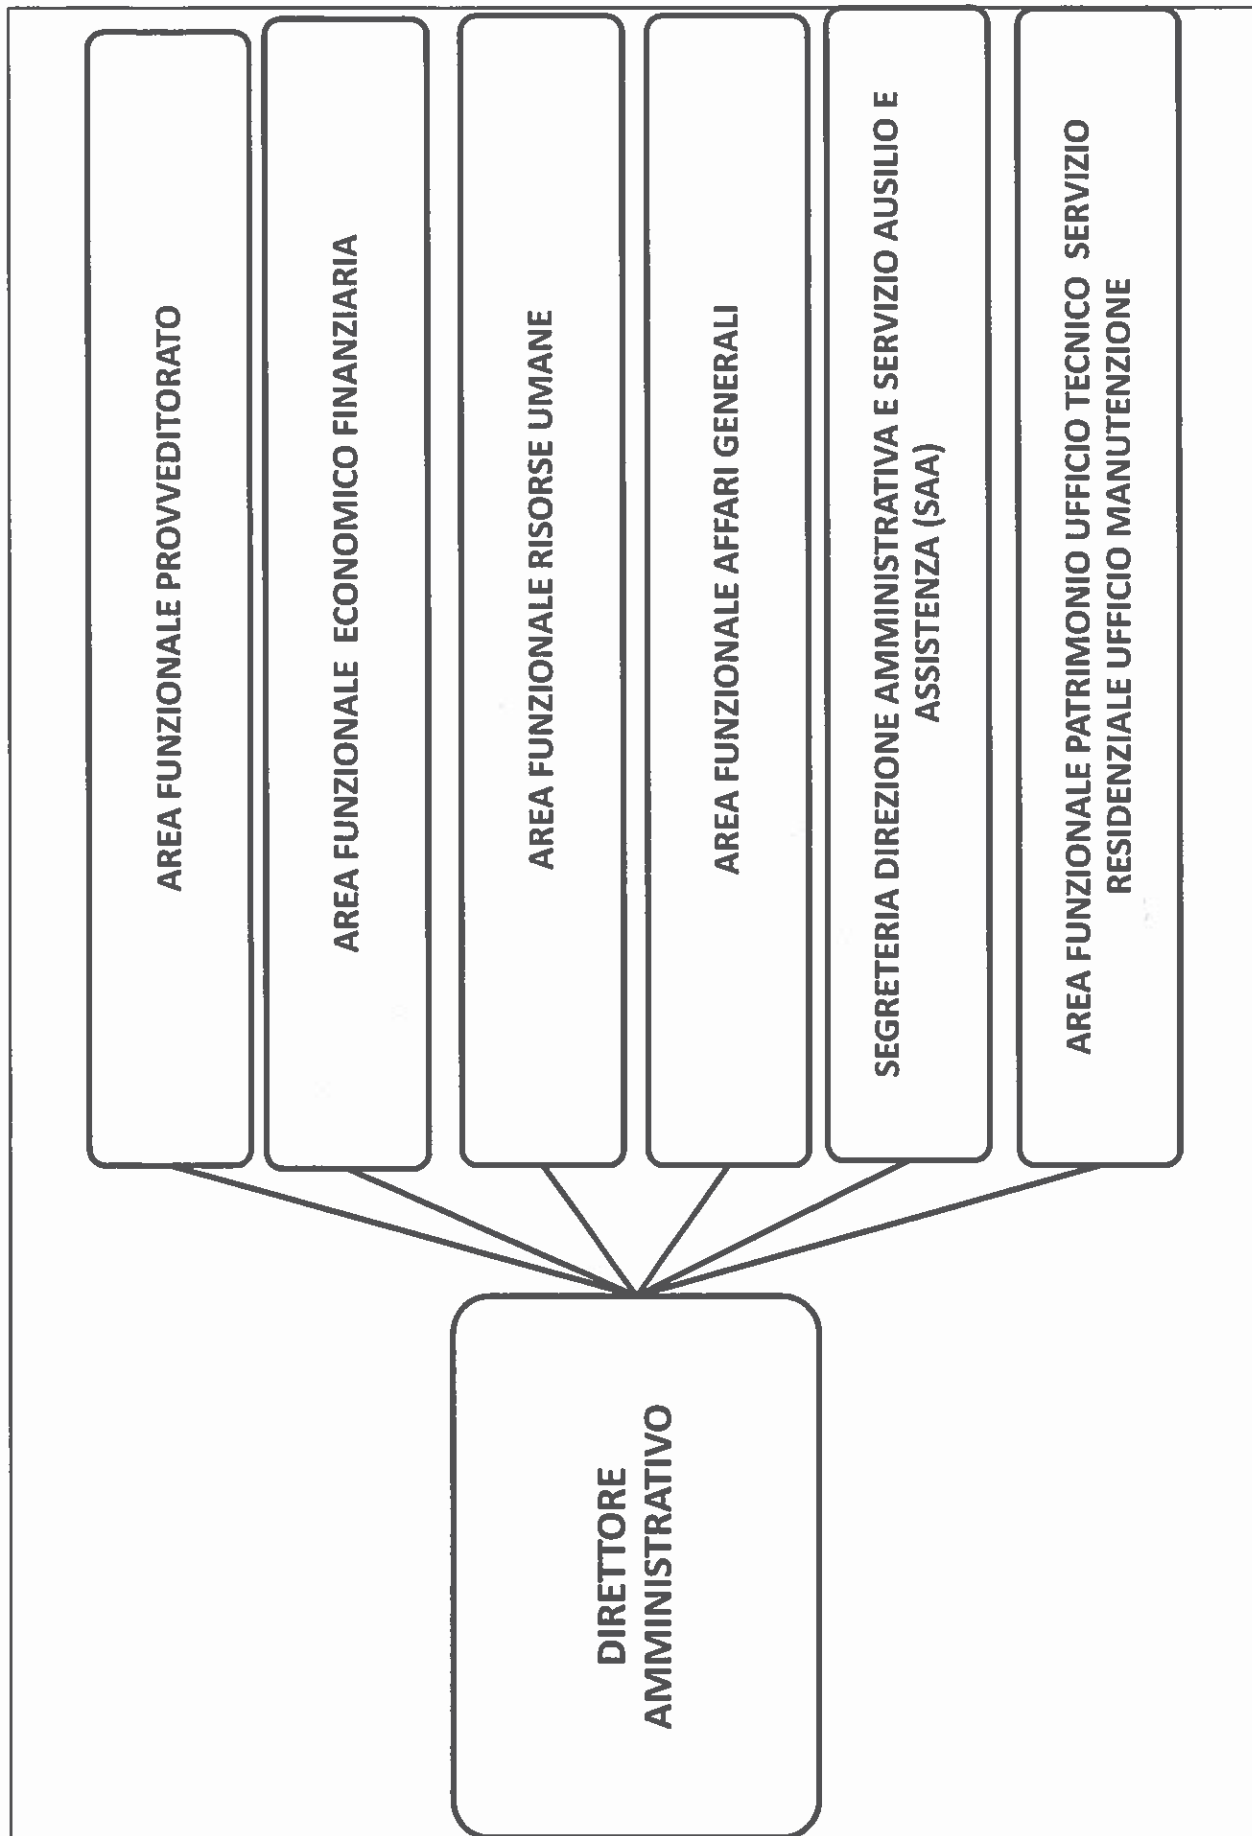 DIRETTORE
AMMINISTRATIVO
AREA FUNZIONALE PROVVEDITORATO
AREA FUNZIONALE ECONOMICO FINANZIARIA
AREA FUNZIONALE RISORSE UMANE
AREA FUNZIONALE AFFARI GENERALI
SEGRETERIA DIREZIONE AMMINISTRATIVA E SERVIZIO AUSILIO E
ASSISTENZA (SAA)
AREA FUNZIONALE PATRIMONIO UFFICIO TECNICO SERVIZIO
RESIDENZIALE UFFICIO MANUTENZIONE